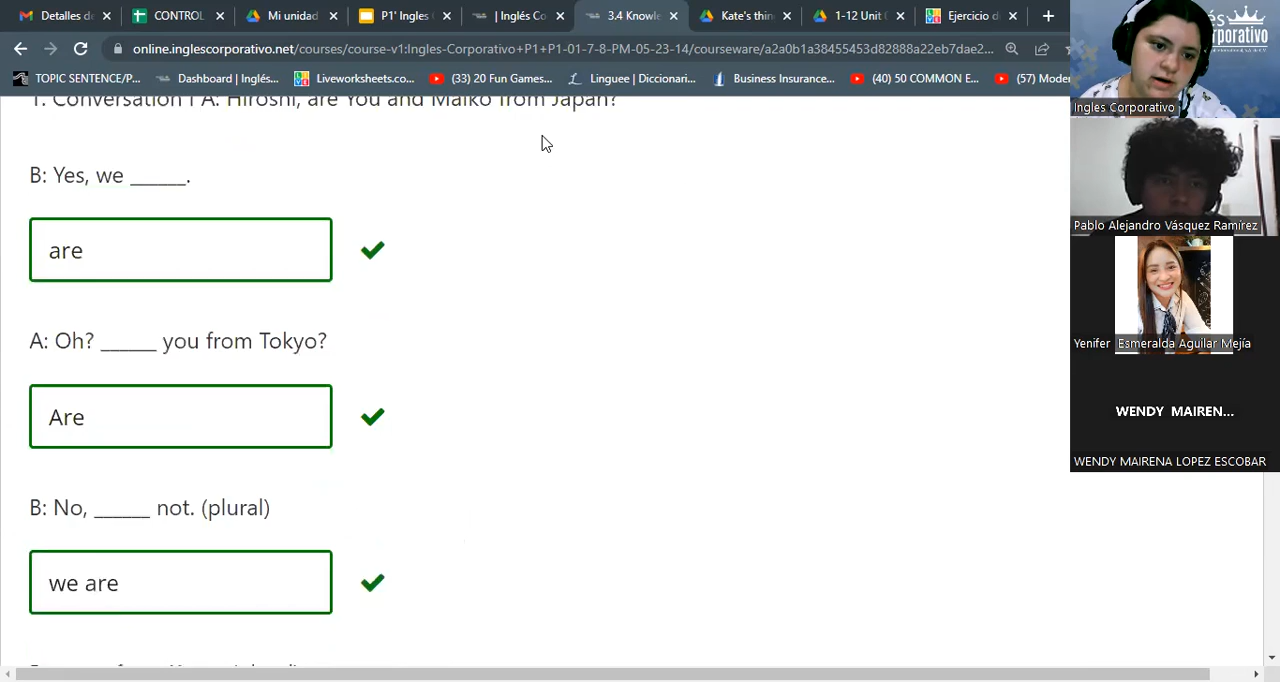 Detalles de
CONTROL
Mi unidad
P1' Ingles
| Inglés Co
3.4 Knowle
Kate's thin
1-12 Unit
Ejercicio d
online.inglescorporativo.net/courses/course-v1:Ingles-Corporativo+P1+P1-01-7-8-PM-05-23-14/courseware/a2a0b1a38455453d82888a22eb7dae2...
TOPIC SENTENCE/P...
Dashboard | Inglés...
Liveworksheets.co...
(33) 20 Fun Games...
Linguee | Diccionari...
Business Insurance...
(40) 50 COMMON E...
(57) Mode
1. Conversation I A: Hiroshi, are You and Maiko from Japan?
B: Yes, we ______.
are
A: Oh? ______ you from Tokyo?
Are
B: No, ______ not. (plural)
we are
Corporativo
Ingles Corporativo
Pablo Alejandro Vásquez Ramírez
Yenifer Esmeralda Aguilar Mejía
WENDY MAIREN...
WENDY MAIRENA LOPEZ ESCOBAR